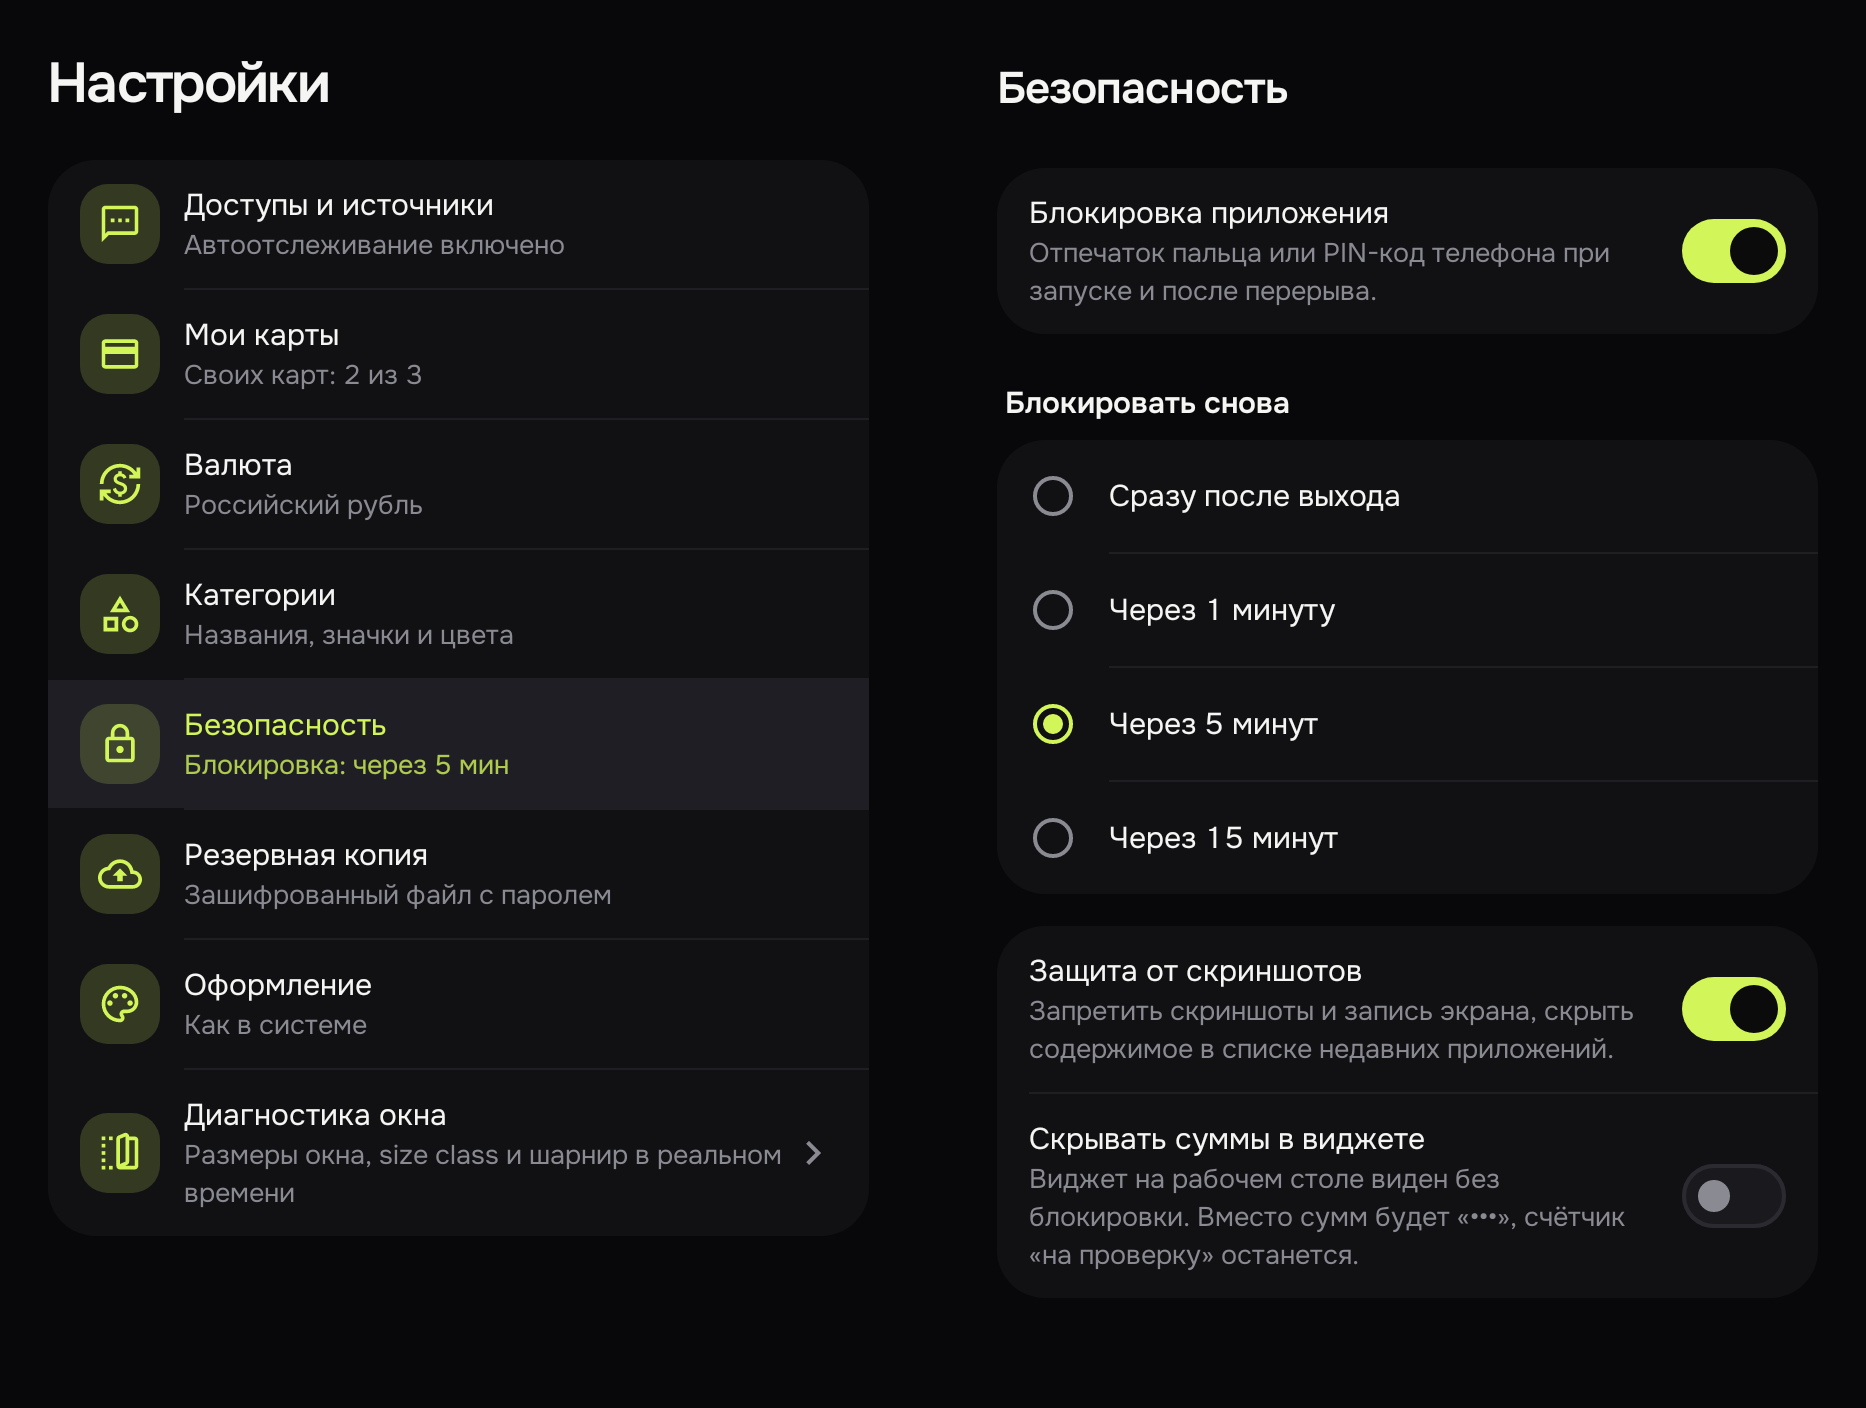 Настройки
Доступы и источники
Автоотслеживание включено
Мои карты
Своих карт: 2 из 3
Валюта
Российский рубль
Категории
Названия, значки и цвета
Безопасность
Блокировка: через 5 мин
Резервная копия
Зашифрованный файл с паролем
Оформление
Как в системе
Диагностика окна
Размеры окна, size class и шарнир в реальном
времени
Безопасность
Блокировка приложения
Отпечаток пальца или PIN-код телефона при
запуске и после перерыва.
Блокировать снова
Сразу после выхода
Через 1 минуту
Через 5 минут
Через 15 минут
Защита от скриншотов
Запретить скриншоты и запись экрана, скрыть
содержимое в списке недавних приложений.
Скрывать суммы в виджете
Виджет на рабочем столе виден без
блокировки. Вместо сумм будет «•••», счётчик
«на проверку» останется.